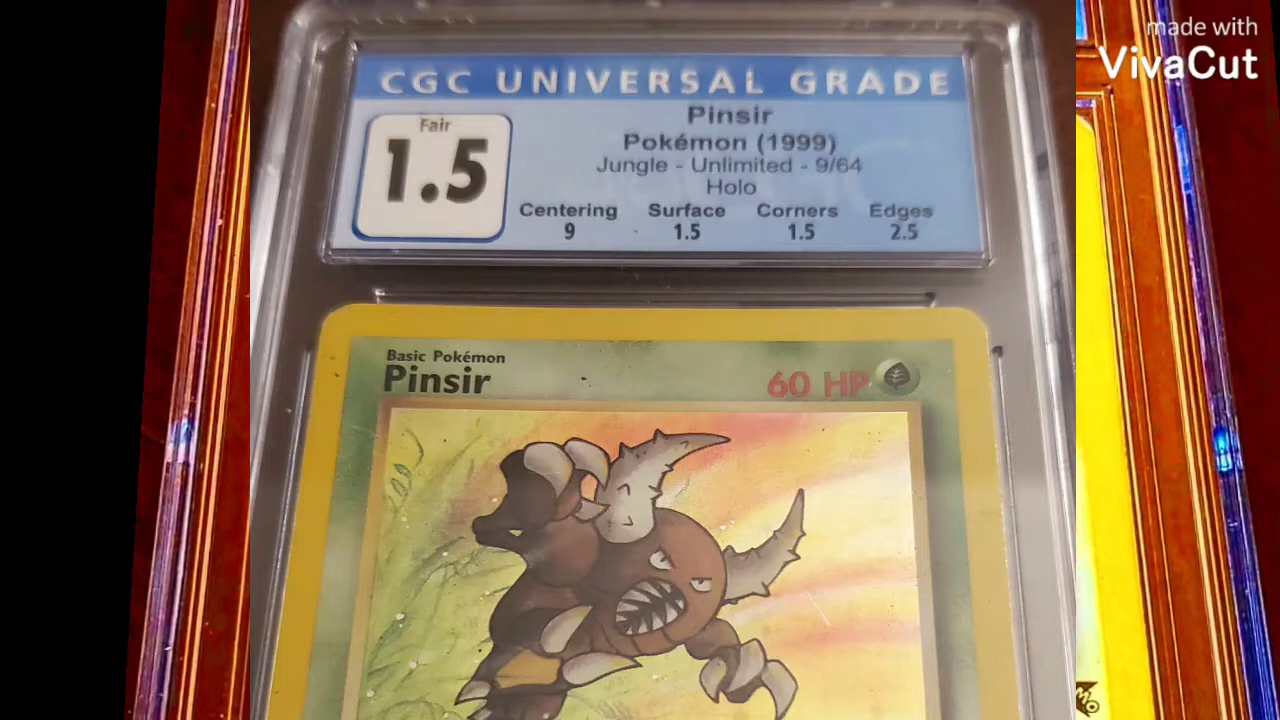 made with
VivaCut
CGC UNIVERSAL GRADE
Fair
1.5
Pinsir
Pokémon (1999)
Jungle - Unlimited - 9/64
Holo
Centering Surface Corners Edges
9 1.5 1.5 2.5
Basic Pokémon
Pinsir
60 HP